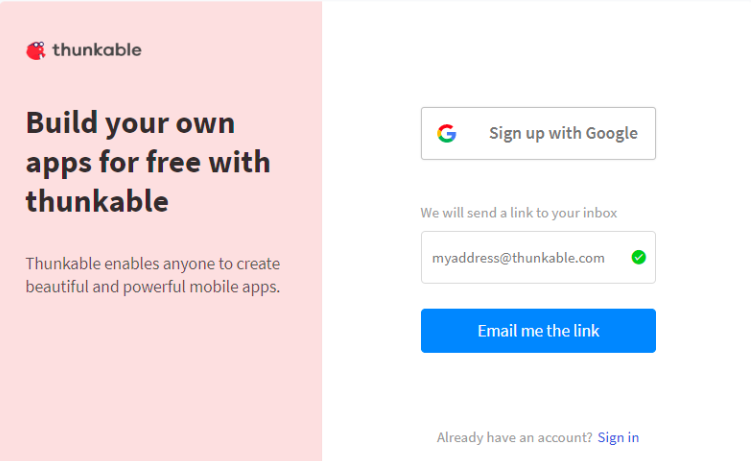 thunkable
Build your own
apps for free with
thunkable
Thunkable enables anyone to create
beautiful and powerful mobile apps.
Sign up with Google
We will send a link to your inbox
myaddress@thunkable.com
Email me the link
Already have an account? Sign in